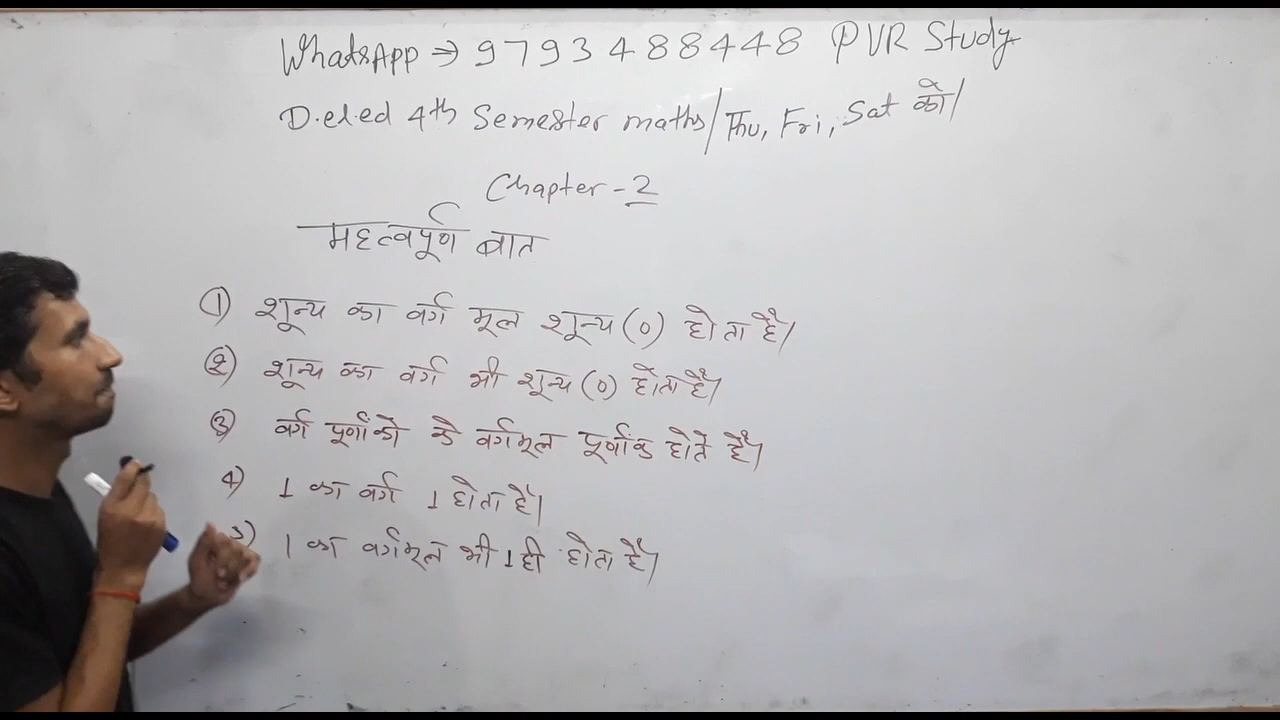 WhatsApp → 9793488448 PVR Study
D.el.ed 4th Semester maths/Thu, Fri, Sat को/
Chapter - 2
महत्वपूर्ण बात
① शून्य का वर्ग मूल शून्य (0) होता है।
② शून्य का वर्ग भी शून्य (0) होता है।
③ वर्ग पूर्णांको के वर्गमूल पूर्णांक होते हैं।
4) 1 का वर्ग 1 होता है।
5) 1 का वर्गमूल भी 1 ही होता है।